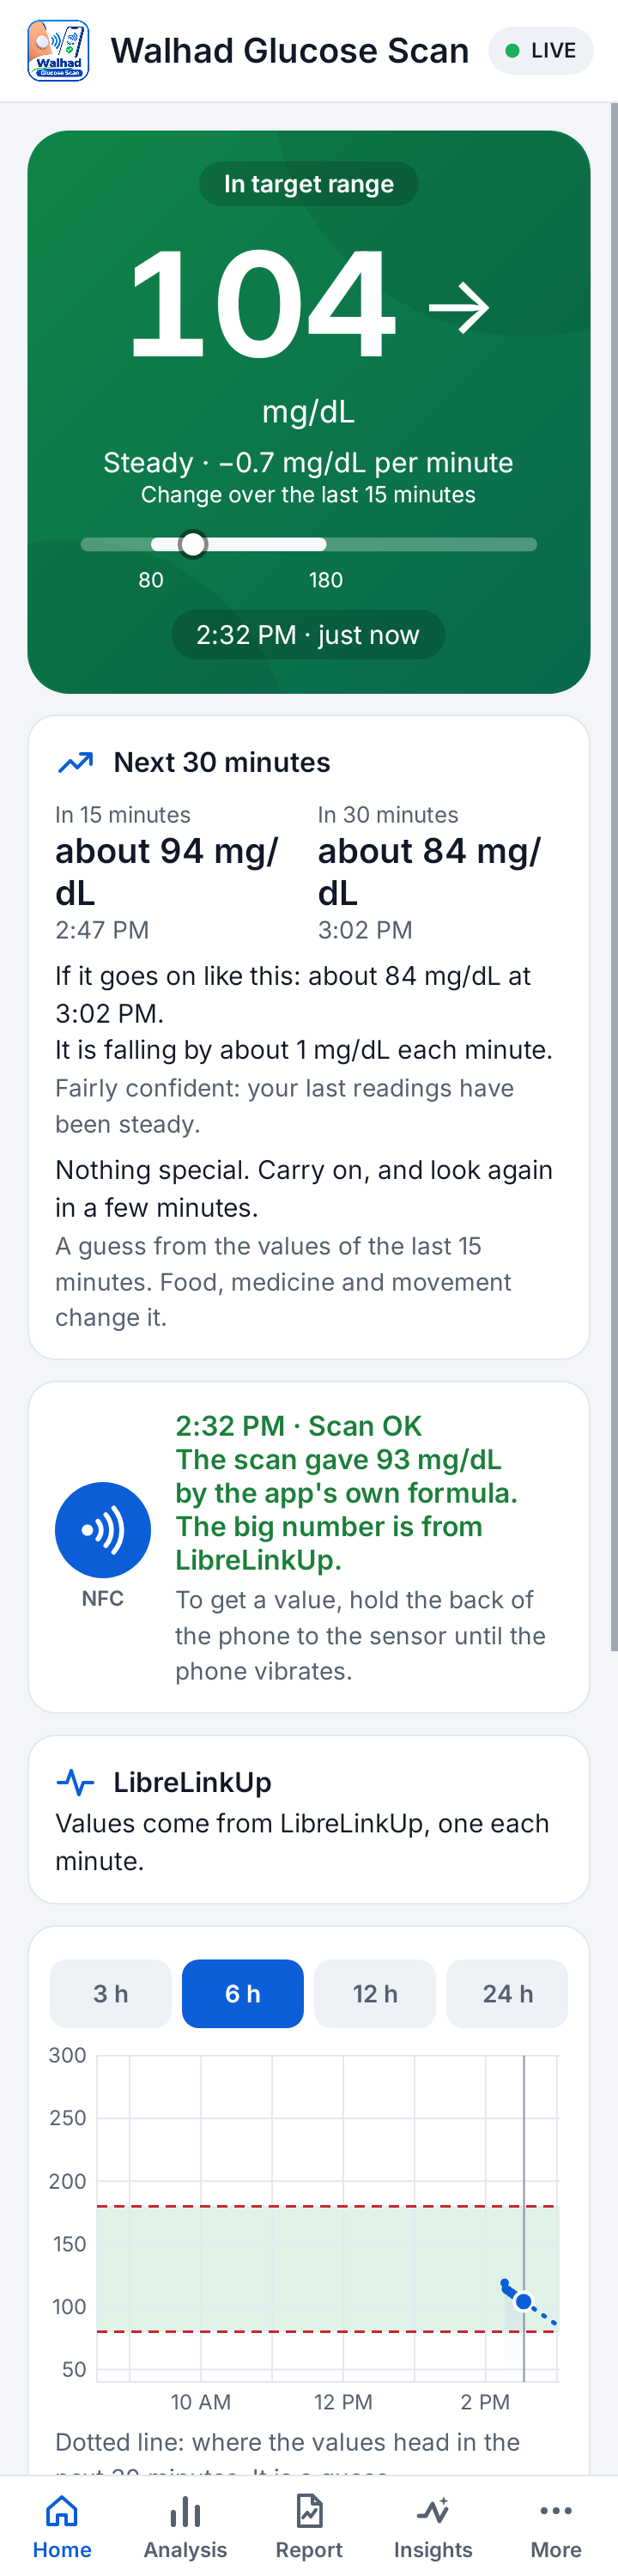 Walhad
Glucose Scan
Walhad Glucose Scan
LIVE
In target range
104 →
mg/dL
Steady · −0.7 mg/dL per minute
Change over the last 15 minutes
80
180
2:32 PM · just now
Next 30 minutes
In 15 minutes
about 94 mg/
dL
2:47 PM
In 30 minutes
about 84 mg/
dL
3:02 PM
If it goes on like this: about 84 mg/dL at
3:02 PM.
It is falling by about 1 mg/dL each minute.
Fairly confident: your last readings have
been steady.
Nothing special. Carry on, and look again
in a few minutes.
A guess from the values of the last 15
minutes. Food, medicine and movement
change it.
NFC
2:32 PM · Scan OK
The scan gave 93 mg/dL
by the app's own formula.
The big number is from
LibreLinkUp.
To get a value, hold the back of
the phone to the sensor until the
phone vibrates.
LibreLinkUp
Values come from LibreLinkUp, one each
minute.
3 h
6 h
12 h
24 h
300
250
200
150
100
50
10 AM
12 PM
2 PM
Dotted line: where the values head in the
next 30 minutes. It is a guess
Home
Analysis
Report
Insights
More